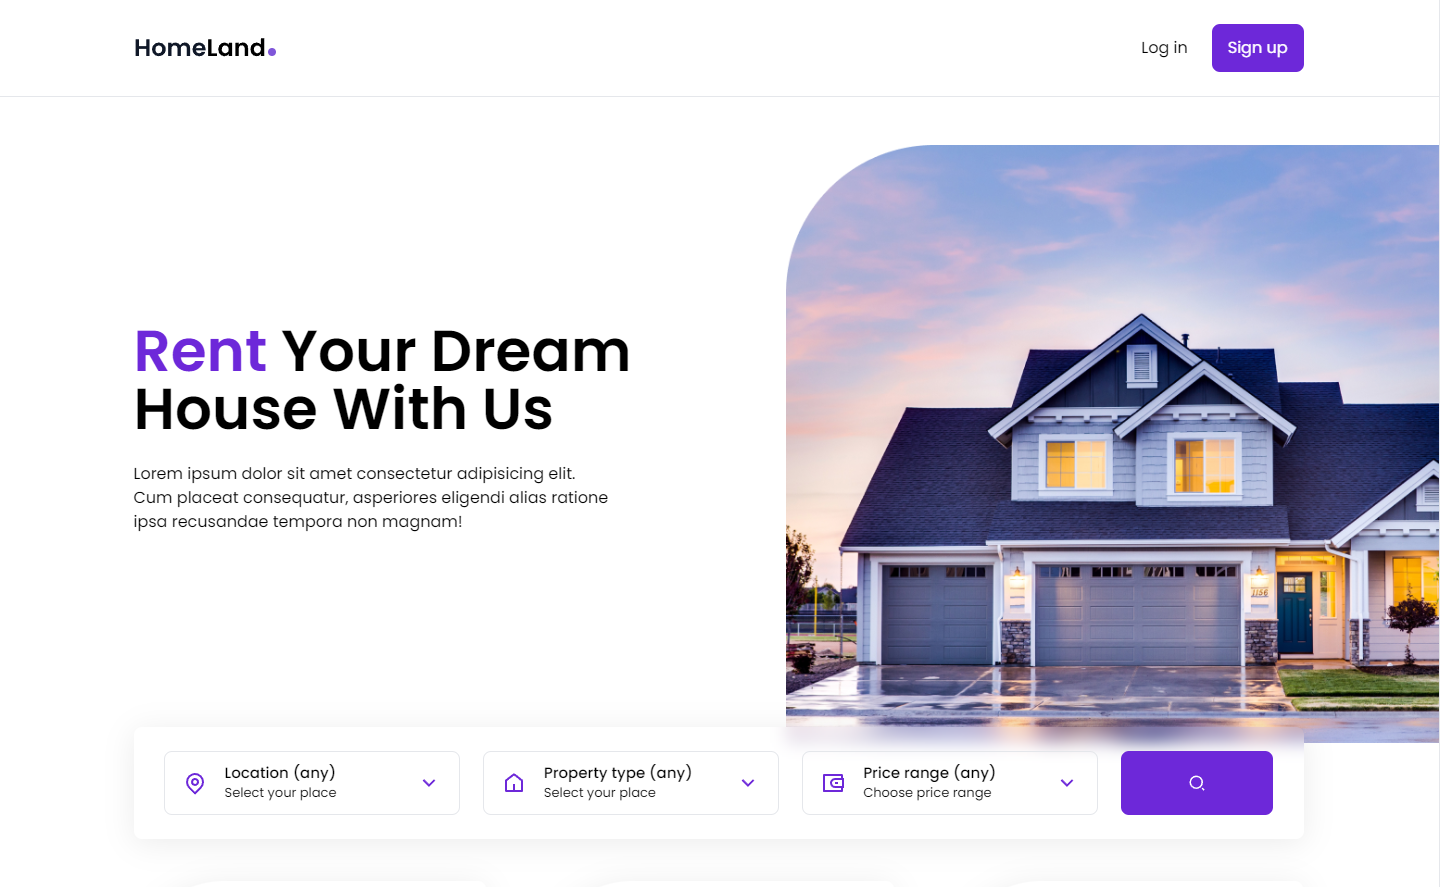 HomeLand.
Log in
Sign up
Rent Your Dream
House With Us
Lorem ipsum dolor sit amet consectetur adipisicing elit.
Cum placeat consequatur, asperiores eligendi alias ratione
ipsa recusandae tempora non magnam!
1156
Location (any)
Select your place
Property type (any)
Select your place
Price range (any)
Choose price range